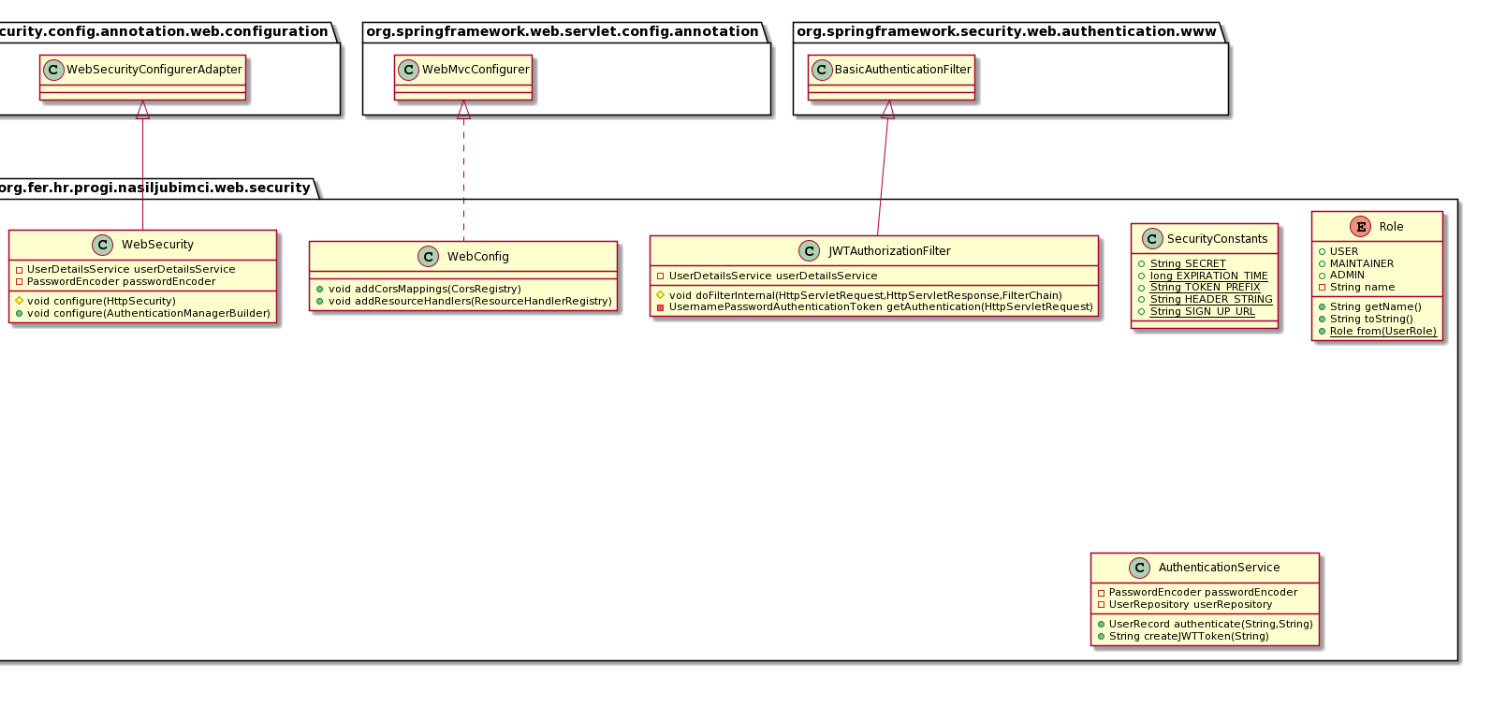 curity.config.annotation.web.configuration
C WebSecurityConfigurerAdapter
org.springframework.web.servlet.config.annotation
C WebMvcConfigurer
org.springframework.security.web.authentication.www
C BasicAuthenticationFilter
org.fer.hr.progi.nasiljubimci.web.security
C WebSecurity
UserDetailsService userDetailsService
PasswordEncoder passwordEncoder
void configure(HttpSecurity)
void configure(AuthenticationManagerBuilder)
C WebConfig
void addCorsMappings(CorsRegistry)
void addResourceHandlers(ResourceHandlerRegistry)
C JWTAuthorizationFilter
UserDetailsService userDetailsService
void doFilterInternal(HttpServletRequest,HttpServletResponse,FilterChain)
UsernamePasswordAuthenticationToken getAuthentication(HttpServletRequest)
C SecurityConstants
String SECRET
long EXPIRATION_TIME
String TOKEN_PREFIX
String HEADER_STRING
String SIGN_UP_URL
E Role
USER
MAINTAINER
ADMIN
String name
String getName()
String toString()
Role from(UserRole)
C AuthenticationService
PasswordEncoder passwordEncoder
UserRepository userRepository
UserRecord authenticate(String,String)
String createJWTToken(String)